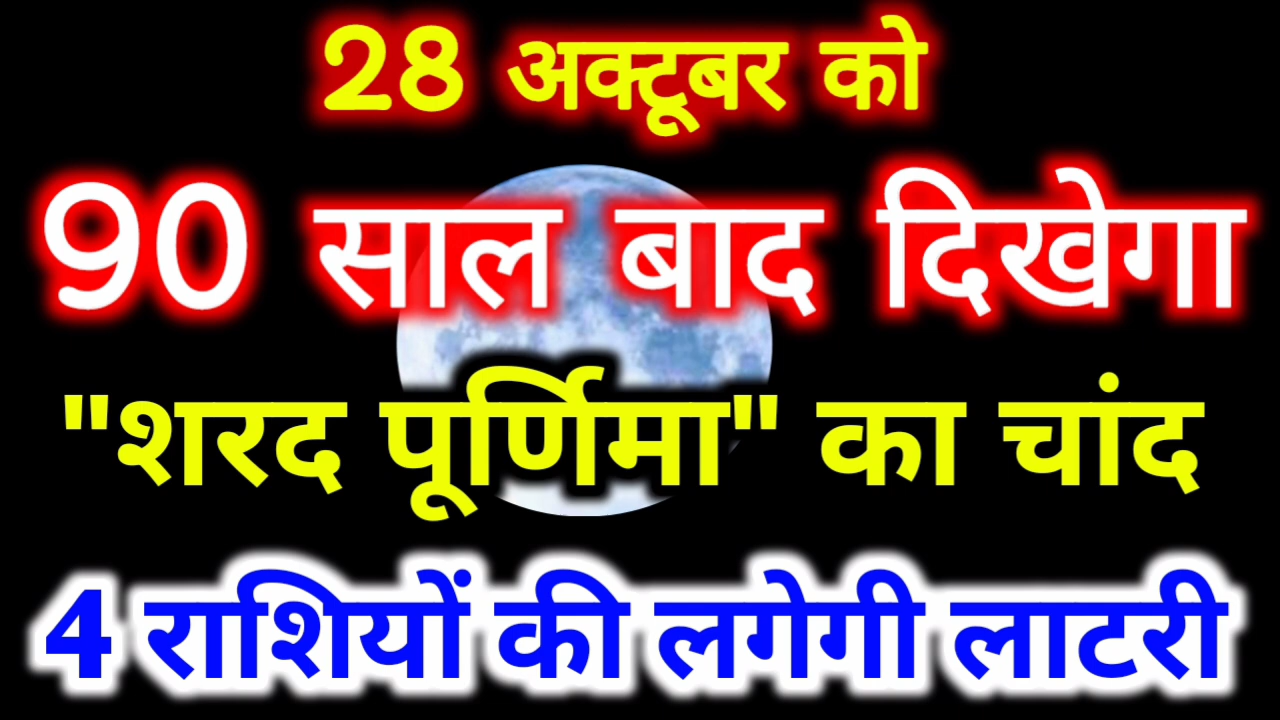 28 अक्टूबर को
90 साल बाद दिखेगा
"शरद पूर्णिमा" का चांद
4 राशियों की लगेगी लाटरी